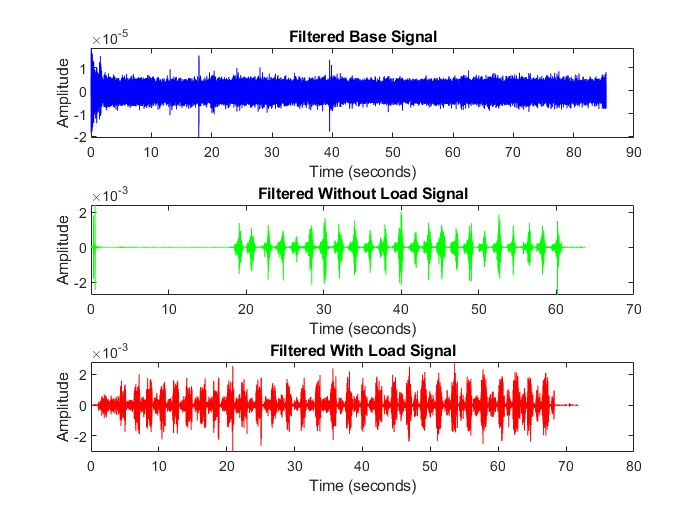 Filtered Base Signal
×10-5
1
0
-1
-2
Amplitude
0 10 20 30 40 50 60 70 80 90
Time (seconds)
Filtered Without Load Signal
×10-3
2
0
-2
Amplitude
0 10 20 30 40 50 60 70
Time (seconds)
Filtered With Load Signal
×10-3
2
0
-2
Amplitude
0 10 20 30 40 50 60 70 80
Time (seconds)